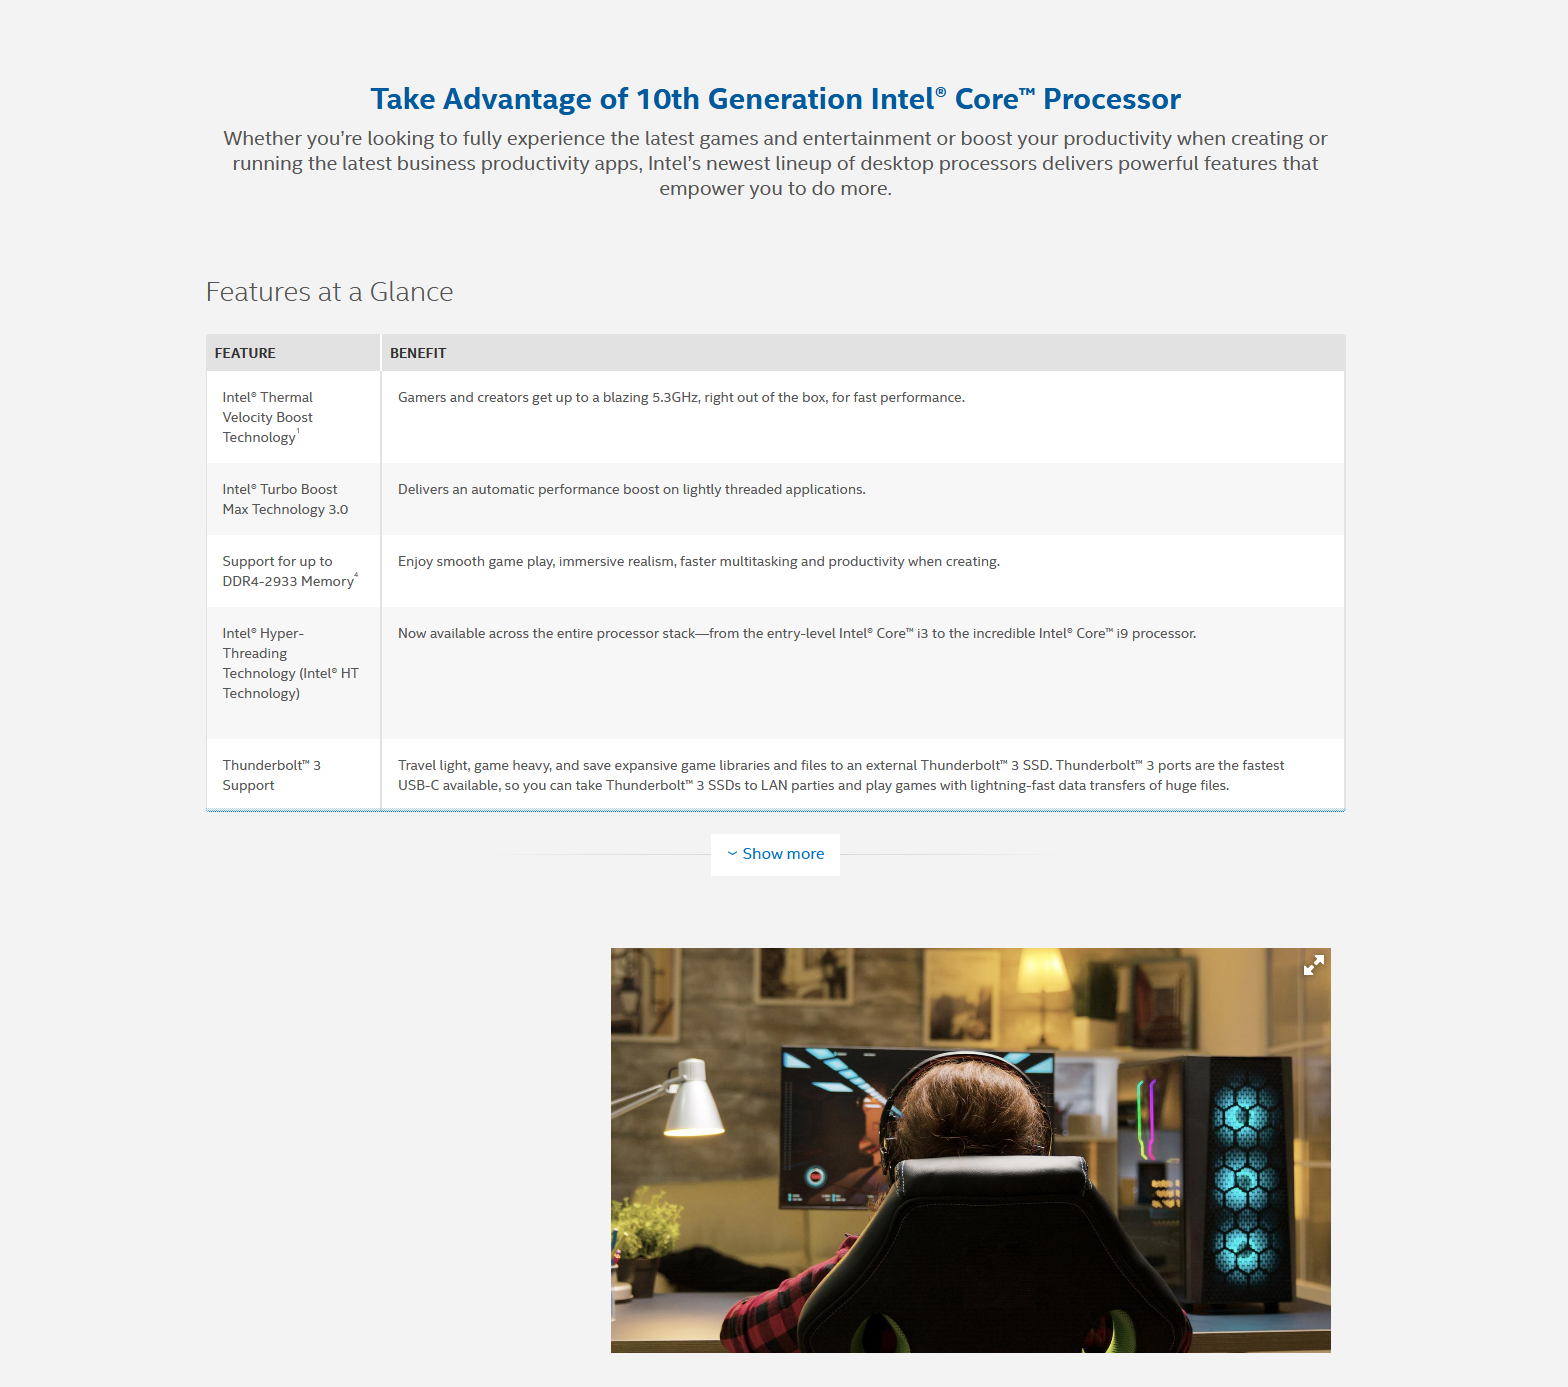 Take Advantage of 10th Generation Intel® Core™ Processor
Whether you’re looking to fully experience the latest games and entertainment or boost your productivity when creating or
running the latest business productivity apps, Intel’s newest lineup of desktop processors delivers powerful features that
empower you to do more.
Features at a Glance
FEATURE
BENEFIT
Intel® Thermal
Velocity Boost
Technology¹
Gamers and creators get up to a blazing 5.3GHz, right out of the box, for fast performance.
Intel® Turbo Boost
Max Technology 3.0
Delivers an automatic performance boost on lightly threaded applications.
Support for up to
DDR4-2933 Memory⁴
Enjoy smooth game play, immersive realism, faster multitasking and productivity when creating.
Intel® Hyper-
Threading
Technology (Intel® HT
Technology)
Now available across the entire processor stack—from the entry-level Intel® Core™ i3 to the incredible Intel® Core™ i9 processor.
Thunderbolt™ 3
Support
Travel light, game heavy, and save expansive game libraries and files to an external Thunderbolt™ 3 SSD. Thunderbolt™ 3 ports are the fastest
USB-C available, so you can take Thunderbolt™ 3 SSDs to LAN parties and play games with lightning-fast data transfers of huge files.
Show more